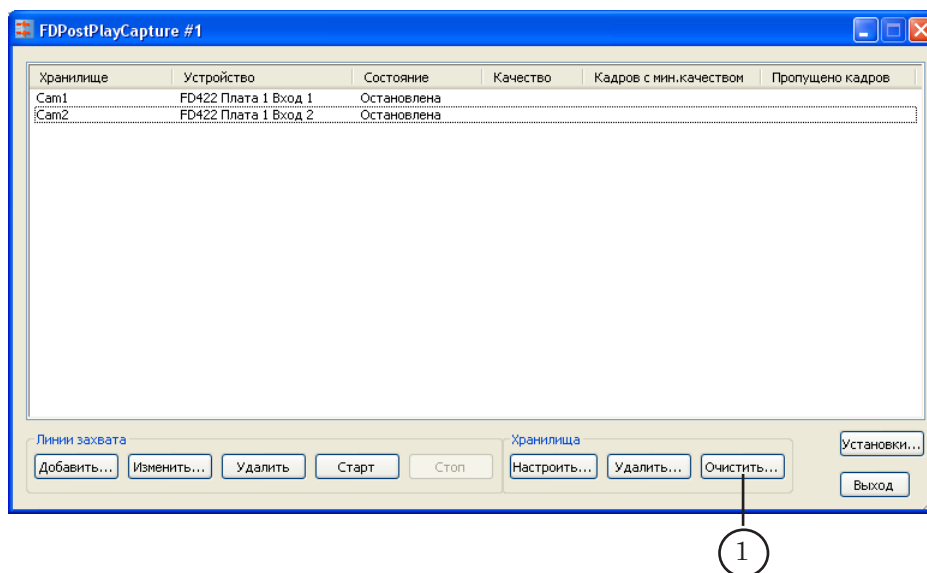 FDPostPlayCapture #1
Хранилище Устройство Состояние Качество Кадров с мин.качеством Пропущено кадров
Cam1 FD422 Плата 1 Вход 1 Остановлена
Cam2 FD422 Плата 1 Вход 2 Остановлена
Линии захвата Хранилища Установки...
Добавить... Изменить... Удалить Старт Стоп Настроить... Удалить... Очистить...
Выход
1